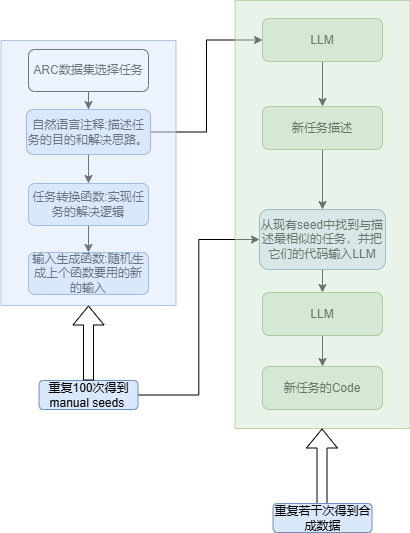 ARC数据集选择任务
自然语言注释:描述任
务的目的和解决思路。
任务转换函数:实现任
务的解决逻辑
输入生成函数:随机生
成上个函数要用的新
的输入
重复100次得到
manual seeds
LLM
新任务描述
从现有seed中找到与描
述最相似的任务，并把
它们的代码输入LLM
LLM
新任务的Code
重复若干次得到合
成数据